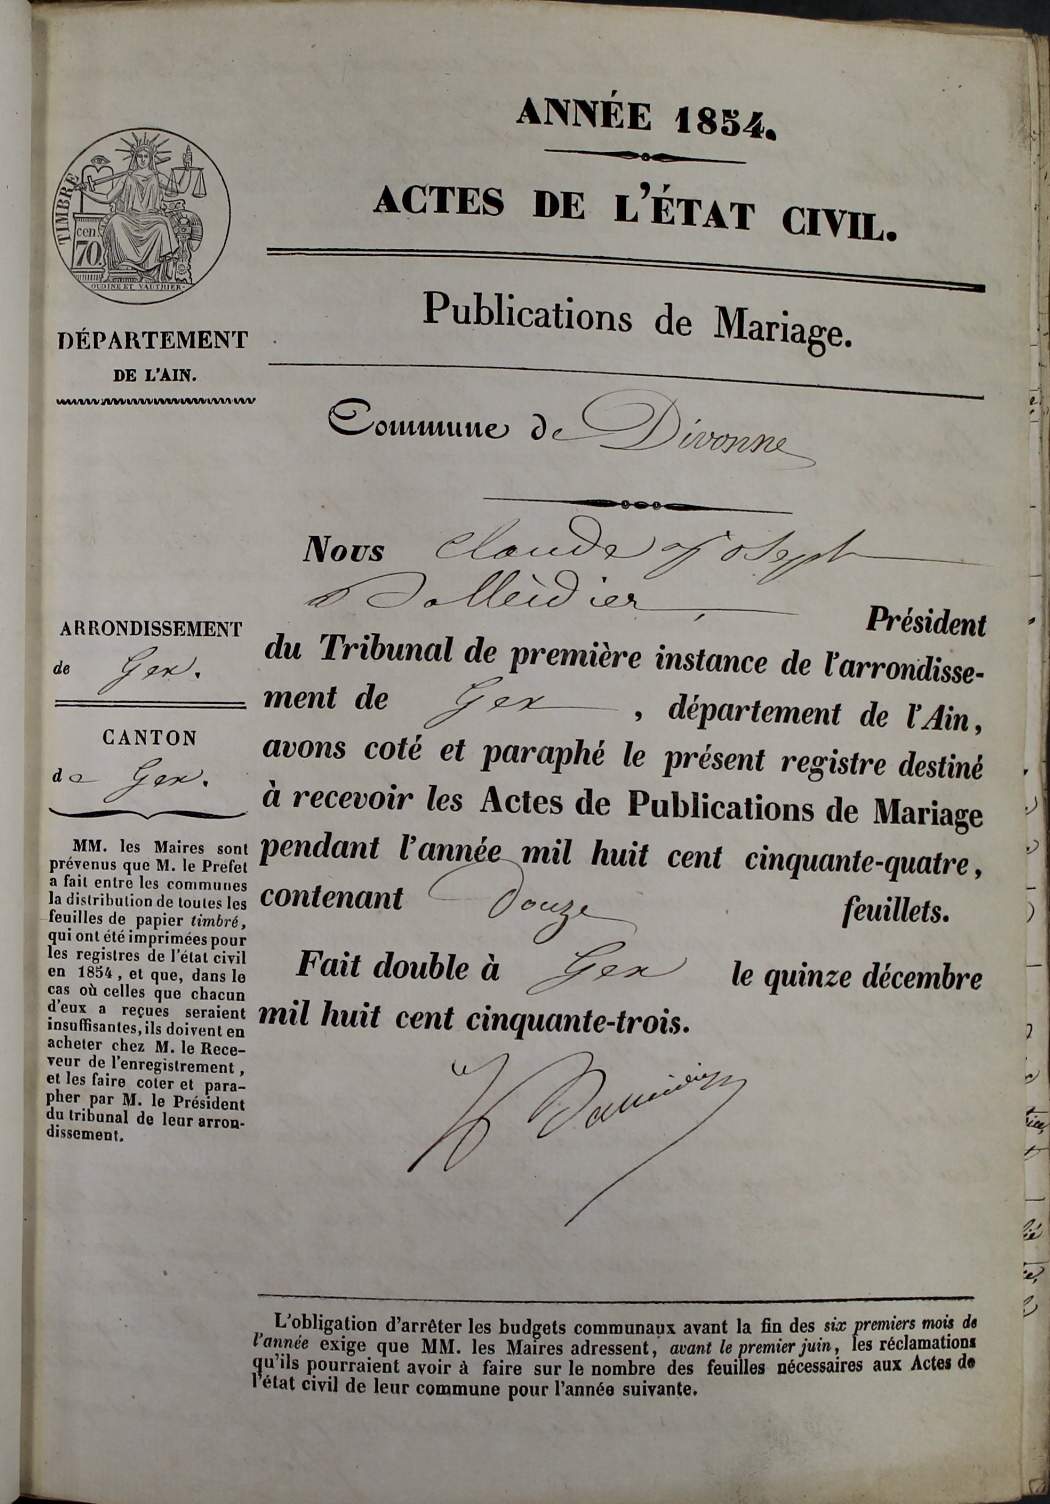 ANNÉE 1854.
ACTES DE L'ÉTAT CIVIL.
Publications de Mariage.
Commune de Divonne
TIMBRE
cen
70.
OUDINE ET VAUTHIER
DÉPARTEMENT
DE L'AIN.
ARRONDISSEMENT
de Gex.
CANTON
de Gex.
MM. les Maires sont
prévenus que M. le Prefet
a fait entre les communes
la distribution de toutes les
feuilles de papier timbré,
qui ont été imprimées pour
les registres de l'état civil
en 1854, et que, dans le
cas où celles que chacun
d'eux a reçues seraient
insuffisantes, ils doivent en
acheter chez M. le Rece-
veur de l'enregistrement,
et les faire coter et para-
pher par M. le Président
du tribunal de leur arron-
dissement.
Nous Claude Joseph
Président
du Tribunal de première instance de l'arrondisse-
ment de Gex, département de l'Ain,
avons coté et paraphé le présent registre destiné
à recevoir les Actes de Publications de Mariage
pendant l'année mil huit cent cinquante-quatre,
contenant Douze feuillets.
Fait double à Gex le quinze décembre
mil huit cent cinquante-trois.
L'obligation d'arrêter les budgets communaux avant la fin des six premiers mois de
l'année exige que MM. les Maires adressent, avant le premier juin, les réclamations
qu'ils pourraient avoir à faire sur le nombre des feuilles nécessaires aux Actes de
l'état civil de leur commune pour l'année suivante.